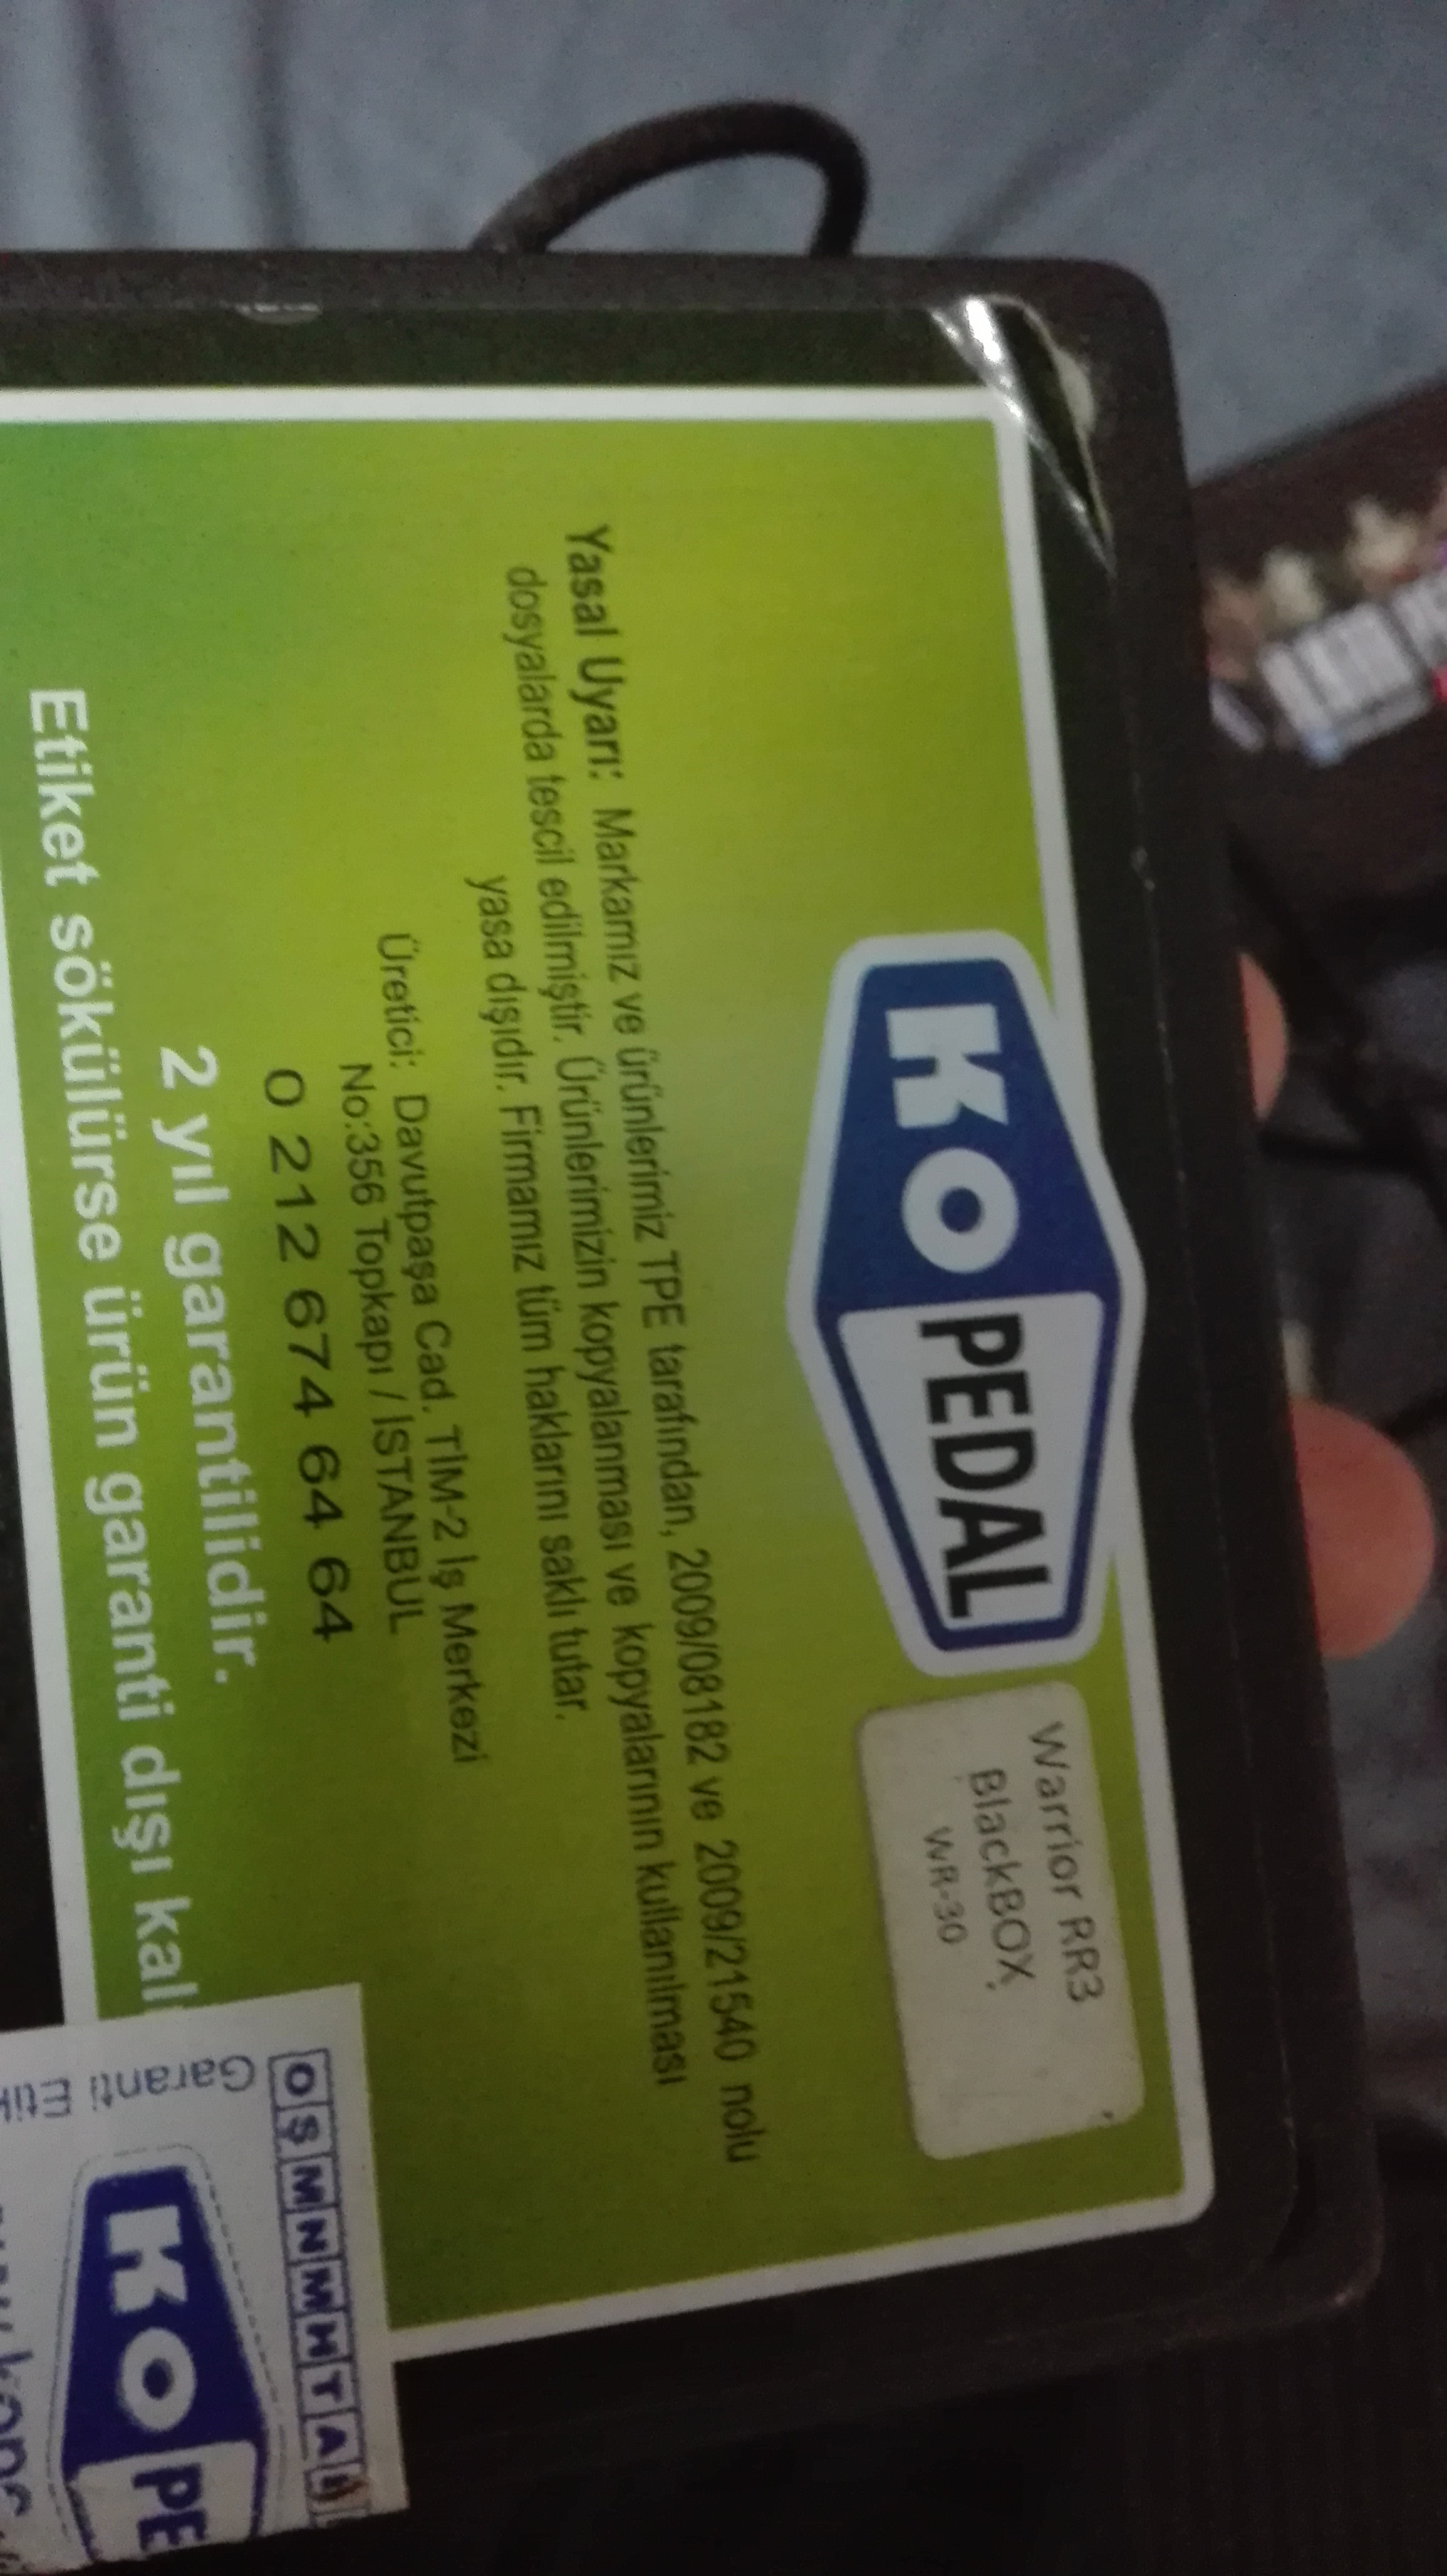 KO PEDAL
Warrior RR3
BlackBOX
WR-30
Yasal Uyarı: Markamız ve ürünlerimiz TPE tarafından, 2009/08182 ve 2009/21540 nolu
dosyalarda tescil edilmiştir. Ürünlerimizin kopyalanması ve kopyalarının kullanılması
yasa dışıdır. Firmamız tüm haklarını saklı tutar.
Üretici: Davutpaşa Cad. TİM-2 İş Merkezi
No:356 Topkapı / İSTANBUL
0 212 674 64 64
2 yıl garantilidir.
Etiket sökülürse ürün garanti dışı kal
O Ş M N M H T A
Garanti Etik
KO PE